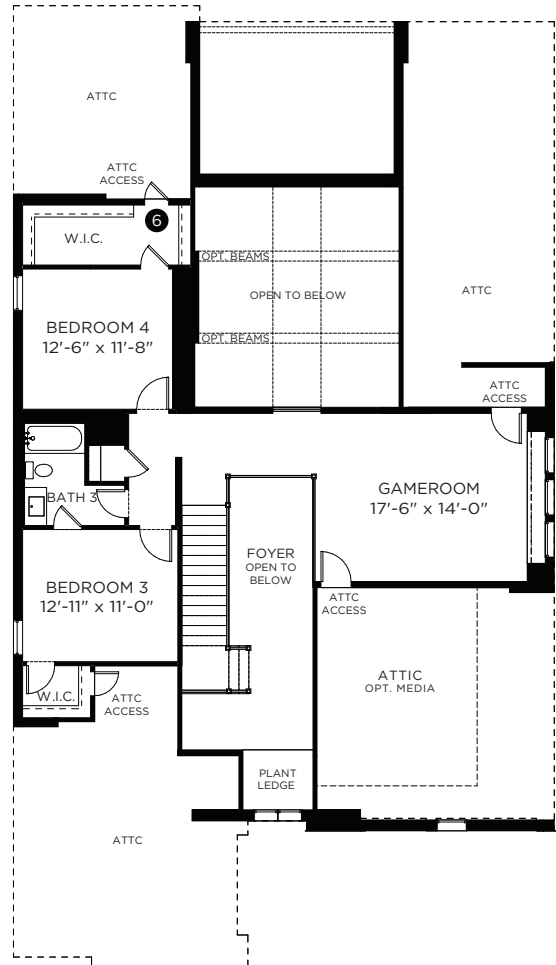 ATTC
ATTC
ACCESS
6
W.I.C.
OPT. BEAMS
OPEN TO BELOW
ATTC
BEDROOM 4
12'-6" x 11'-8"
OPT. BEAMS
ATTC
ACCESS
BATH 3
GAMEROOM
17'-6" x 14'-0"
FOYER
OPEN TO
BELOW
BEDROOM 3
12'-11" x 11'-0"
ATTC
ACCESS
ATTIC
OPT. MEDIA
W.I.C.
ATTC
ACCESS
PLANT
LEDGE
ATTC